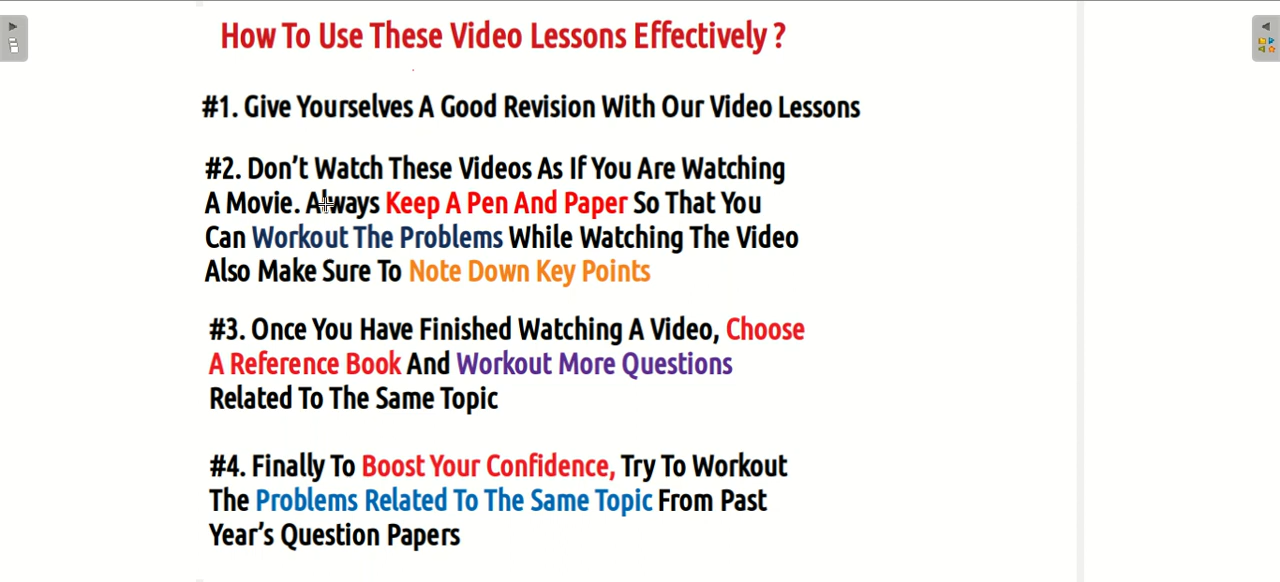 How To Use These Video Lessons Effectively ?
#1. Give Yourselves A Good Revision With Our Video Lessons
#2. Don’t Watch These Videos As If You Are Watching
A Movie. Always Keep A Pen And Paper So That You
Can Workout The Problems While Watching The Video
Also Make Sure To Note Down Key Points
#3. Once You Have Finished Watching A Video, Choose
A Reference Book And Workout More Questions
Related To The Same Topic
#4. Finally To Boost Your Confidence, Try To Workout
The Problems Related To The Same Topic From Past
Year’s Question Papers